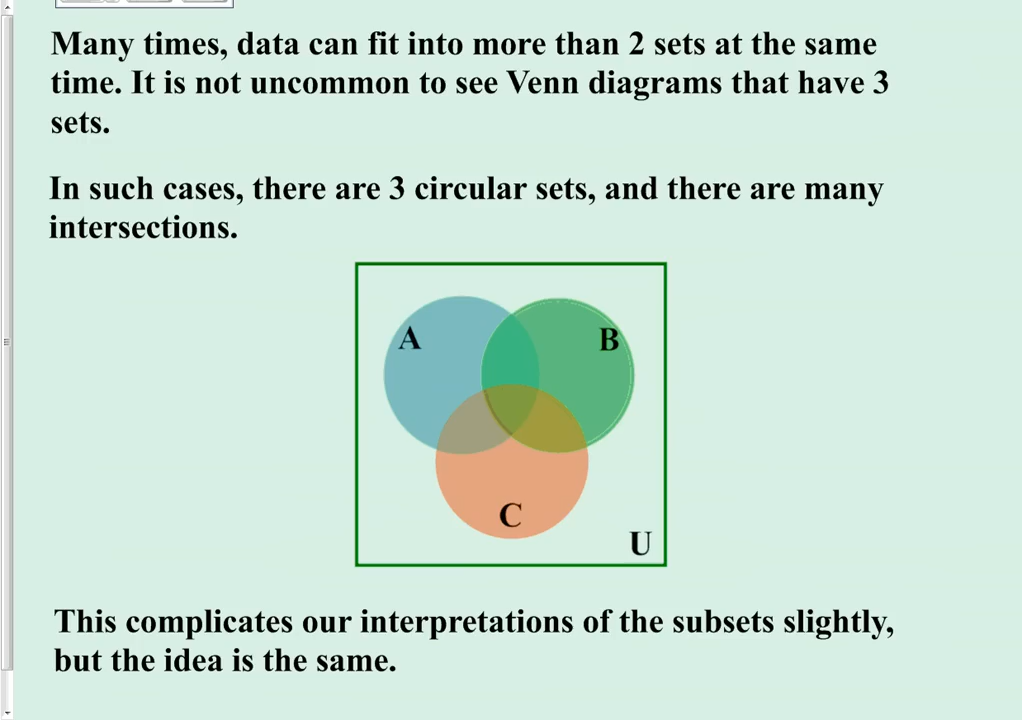 Many times, data can fit into more than 2 sets at the same
time. It is not uncommon to see Venn diagrams that have 3
sets.
In such cases, there are 3 circular sets, and there are many
intersections.
A
B
C
U
This complicates our interpretations of the subsets slightly,
but the idea is the same.